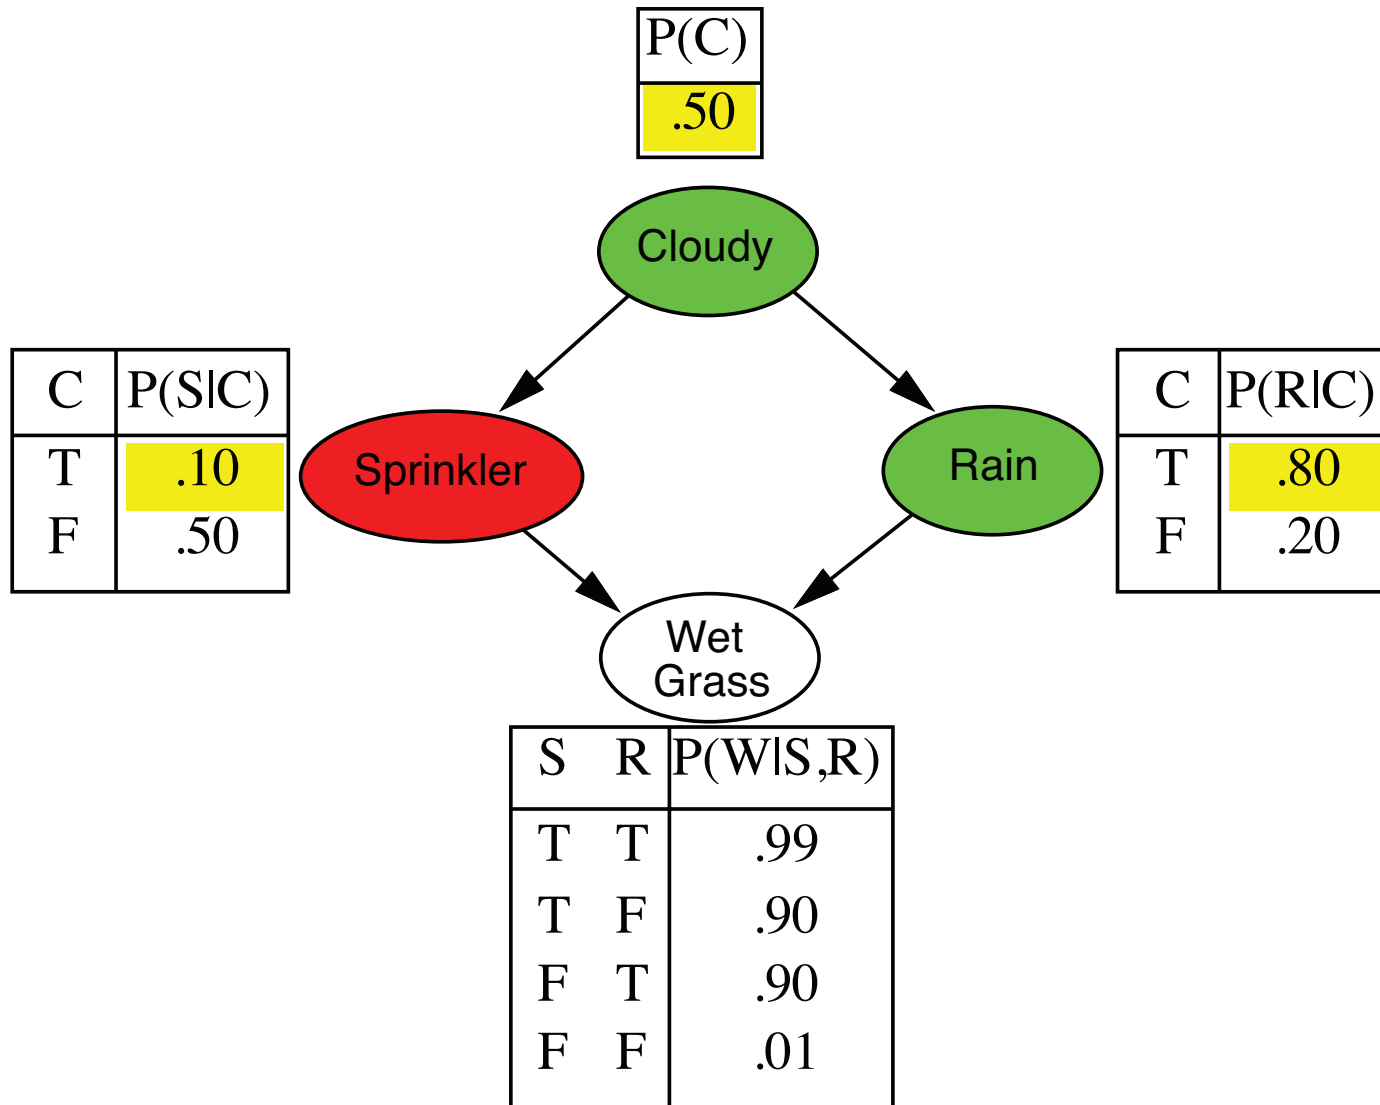 P(C)
.50
Cloudy
C P(S|C)
T .10
F .50
Sprinkler
Rain
C P(R|C)
T .80
F .20
Wet
Grass
S R P(W|S,R)
T T .99
T F .90
F T .90
F F .01